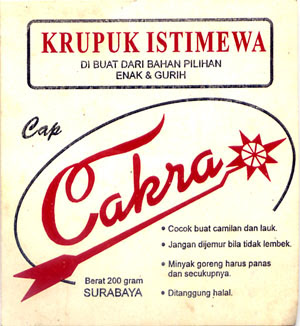 KRUPUK ISTIMEWA
DI BUAT DARI BAHAN PILIHAN
ENAK & GURIH
Cap
Cakra
• Cocok buat camilan dan lauk.
• Jangan dijemur bila tidak lembek.
• Minyak goreng harus panas
dan secukupnya.
• Ditanggung halal.
Berat 200 gram
SURABAYA